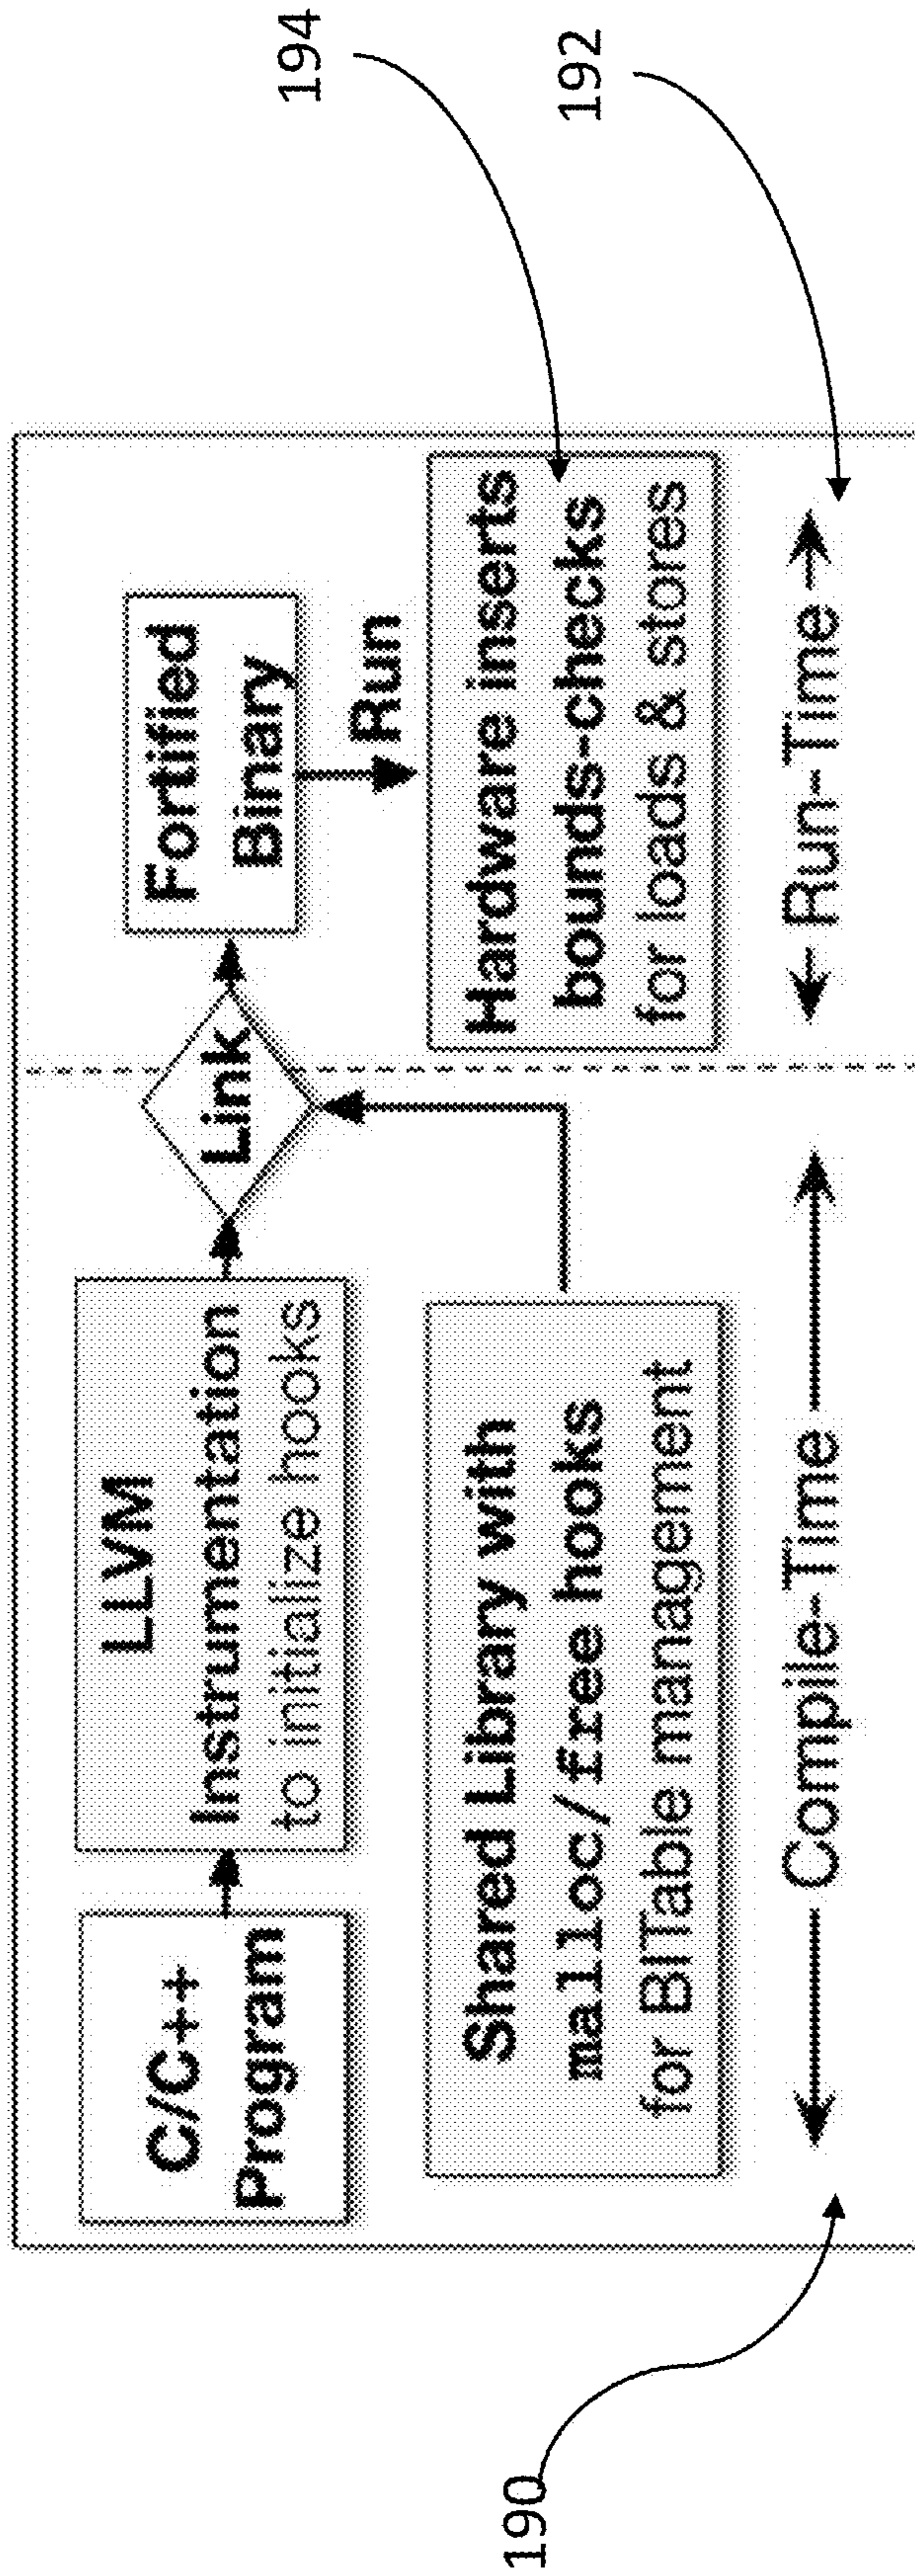 C/C++
Program
LLVM
Instrumentation
to initialize hooks
Link
Fortified
Binary
Run
Shared Library with
malloc/free hooks
for BITable management
Hardware inserts
bounds-checks
for loads & stores
Compile-Time
Run-Time
190
194
192